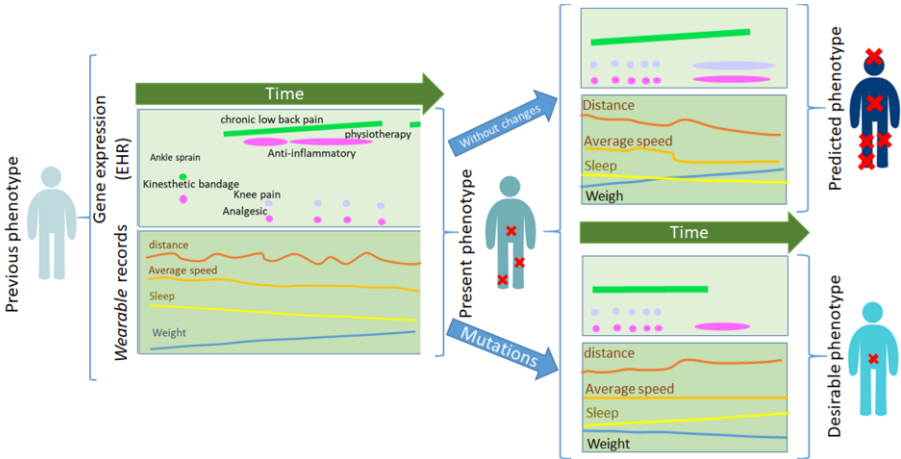 Previous phenotype
Gene expression
(EHR)
Wearable records
Time
chronic low back pain
physiotherapy
Anti-inflammatory
Ankle sprain
Kinesthetic bandage
Knee pain
Analgesic
distance
Average speed
Sleep
Weight
Present phenotype
Without changes
Mutations
Distance
Average speed
Sleep
Weigh
Predicted phenotype
Time
distance
Average speed
Sleep
Weight
Desirable phenotype